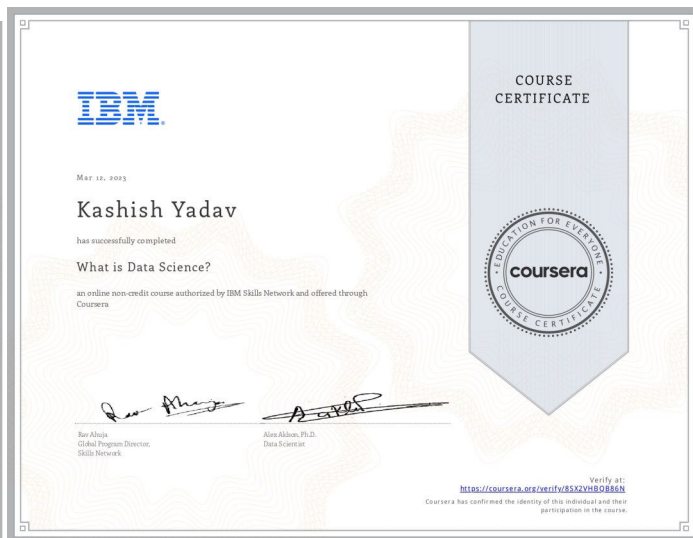 COURSE
CERTIFICATE
IBM
Mar 12, 2023
Kashish Yadav
has successfully completed
What is Data Science?
an online non-credit course authorized by IBM Skills Network and offered through
Coursera
EDUCATION FOR EVERYONE
coursera
COURSE CERTIFICATE
Rav Ahuja
Global Program Director,
Skills Network
Alex Aklson, Ph.D.
Data Scientist
Verify at:
https://coursera.org/verify/8SX2VHBQB86N
Coursera has confirmed the identity of this individual and their
participation in the course.